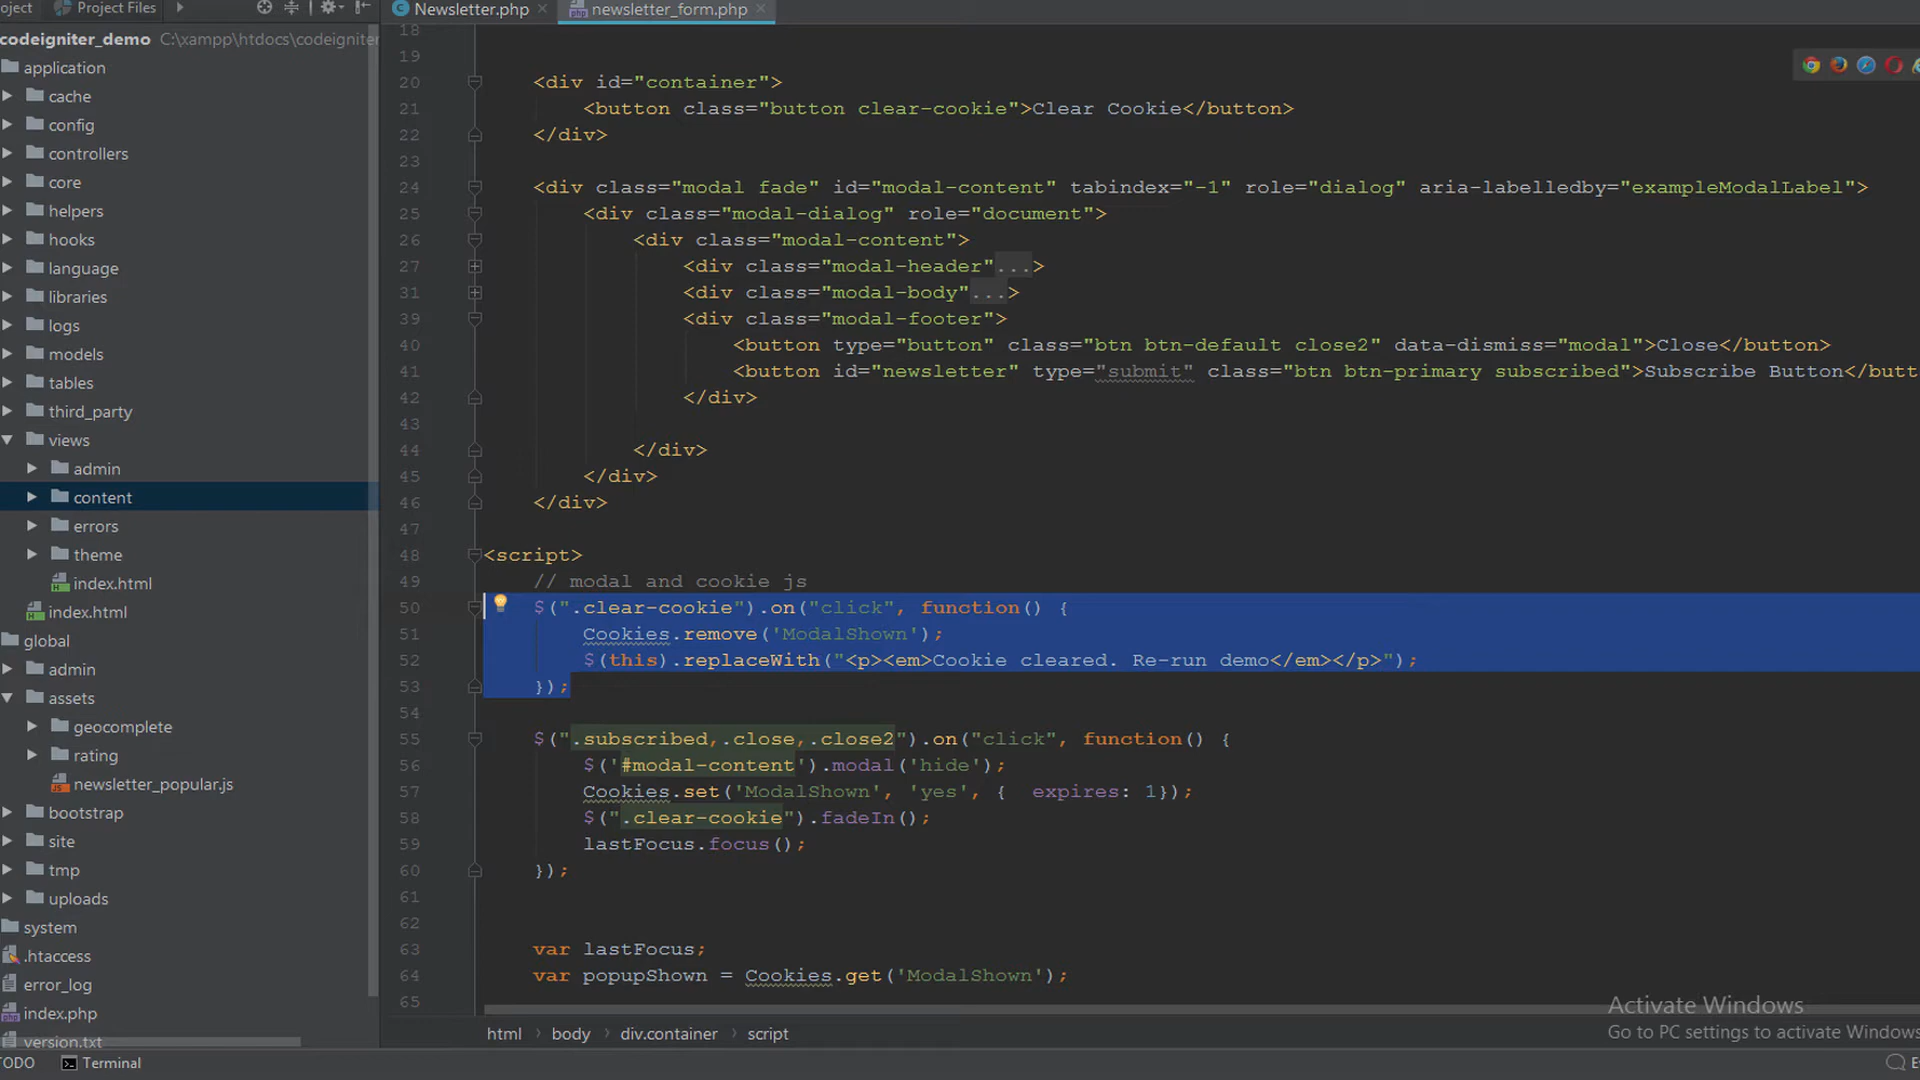 oject
Project Files
Newsletter.php
newsletter_form.php
codeigniter_demo C:\xampp\htdocs\codeigniter
application
cache
config
controllers
core
helpers
hooks
language
libraries
logs
models
tables
third_party
views
admin
content
errors
theme
index.html
index.html
global
admin
assets
geocomplete
rating
newsletter_popular.js
bootstrap
site
tmp
uploads
system
.htaccess
error_log
index.php
version.txt
18
19
20 <div id="container">
21 <button class="button clear-cookie">Clear Cookie</button>
22 </div>
23
24 <div class="modal fade" id="modal-content" tabindex="-1" role="dialog" aria-labelledby="exampleModalLabel">
25 <div class="modal-dialog" role="document">
26 <div class="modal-content">
27 <div class="modal-header"...>
31 <div class="modal-body"...>
39 <div class="modal-footer">
40 <button type="button" class="btn btn-default close2" data-dismiss="modal">Close</button>
41 <button id="newsletter" type="submit" class="btn btn-primary subscribed">Subscribe Button</butt
42 </div>
43
44 </div>
45 </div>
46 </div>
47
48 <script>
49 // modal and cookie js
50 $(".clear-cookie").on("click", function() {
51 Cookies.remove('ModalShown');
52 $(this).replaceWith("<p><em>Cookie cleared. Re-run demo</em></p>");
53 });
54
55 $(".subscribed,.close,.close2").on("click", function() {
56 $('#modal-content').modal('hide');
57 Cookies.set('ModalShown', 'yes', { expires: 1});
58 $(".clear-cookie").fadeIn();
59 lastFocus.focus();
60 });
61
62
63 var lastFocus;
64 var popupShown = Cookies.get('ModalShown');
65
Activate Windows
Go to PC settings to activate Windows
html body div.container script
TODO Terminal
E